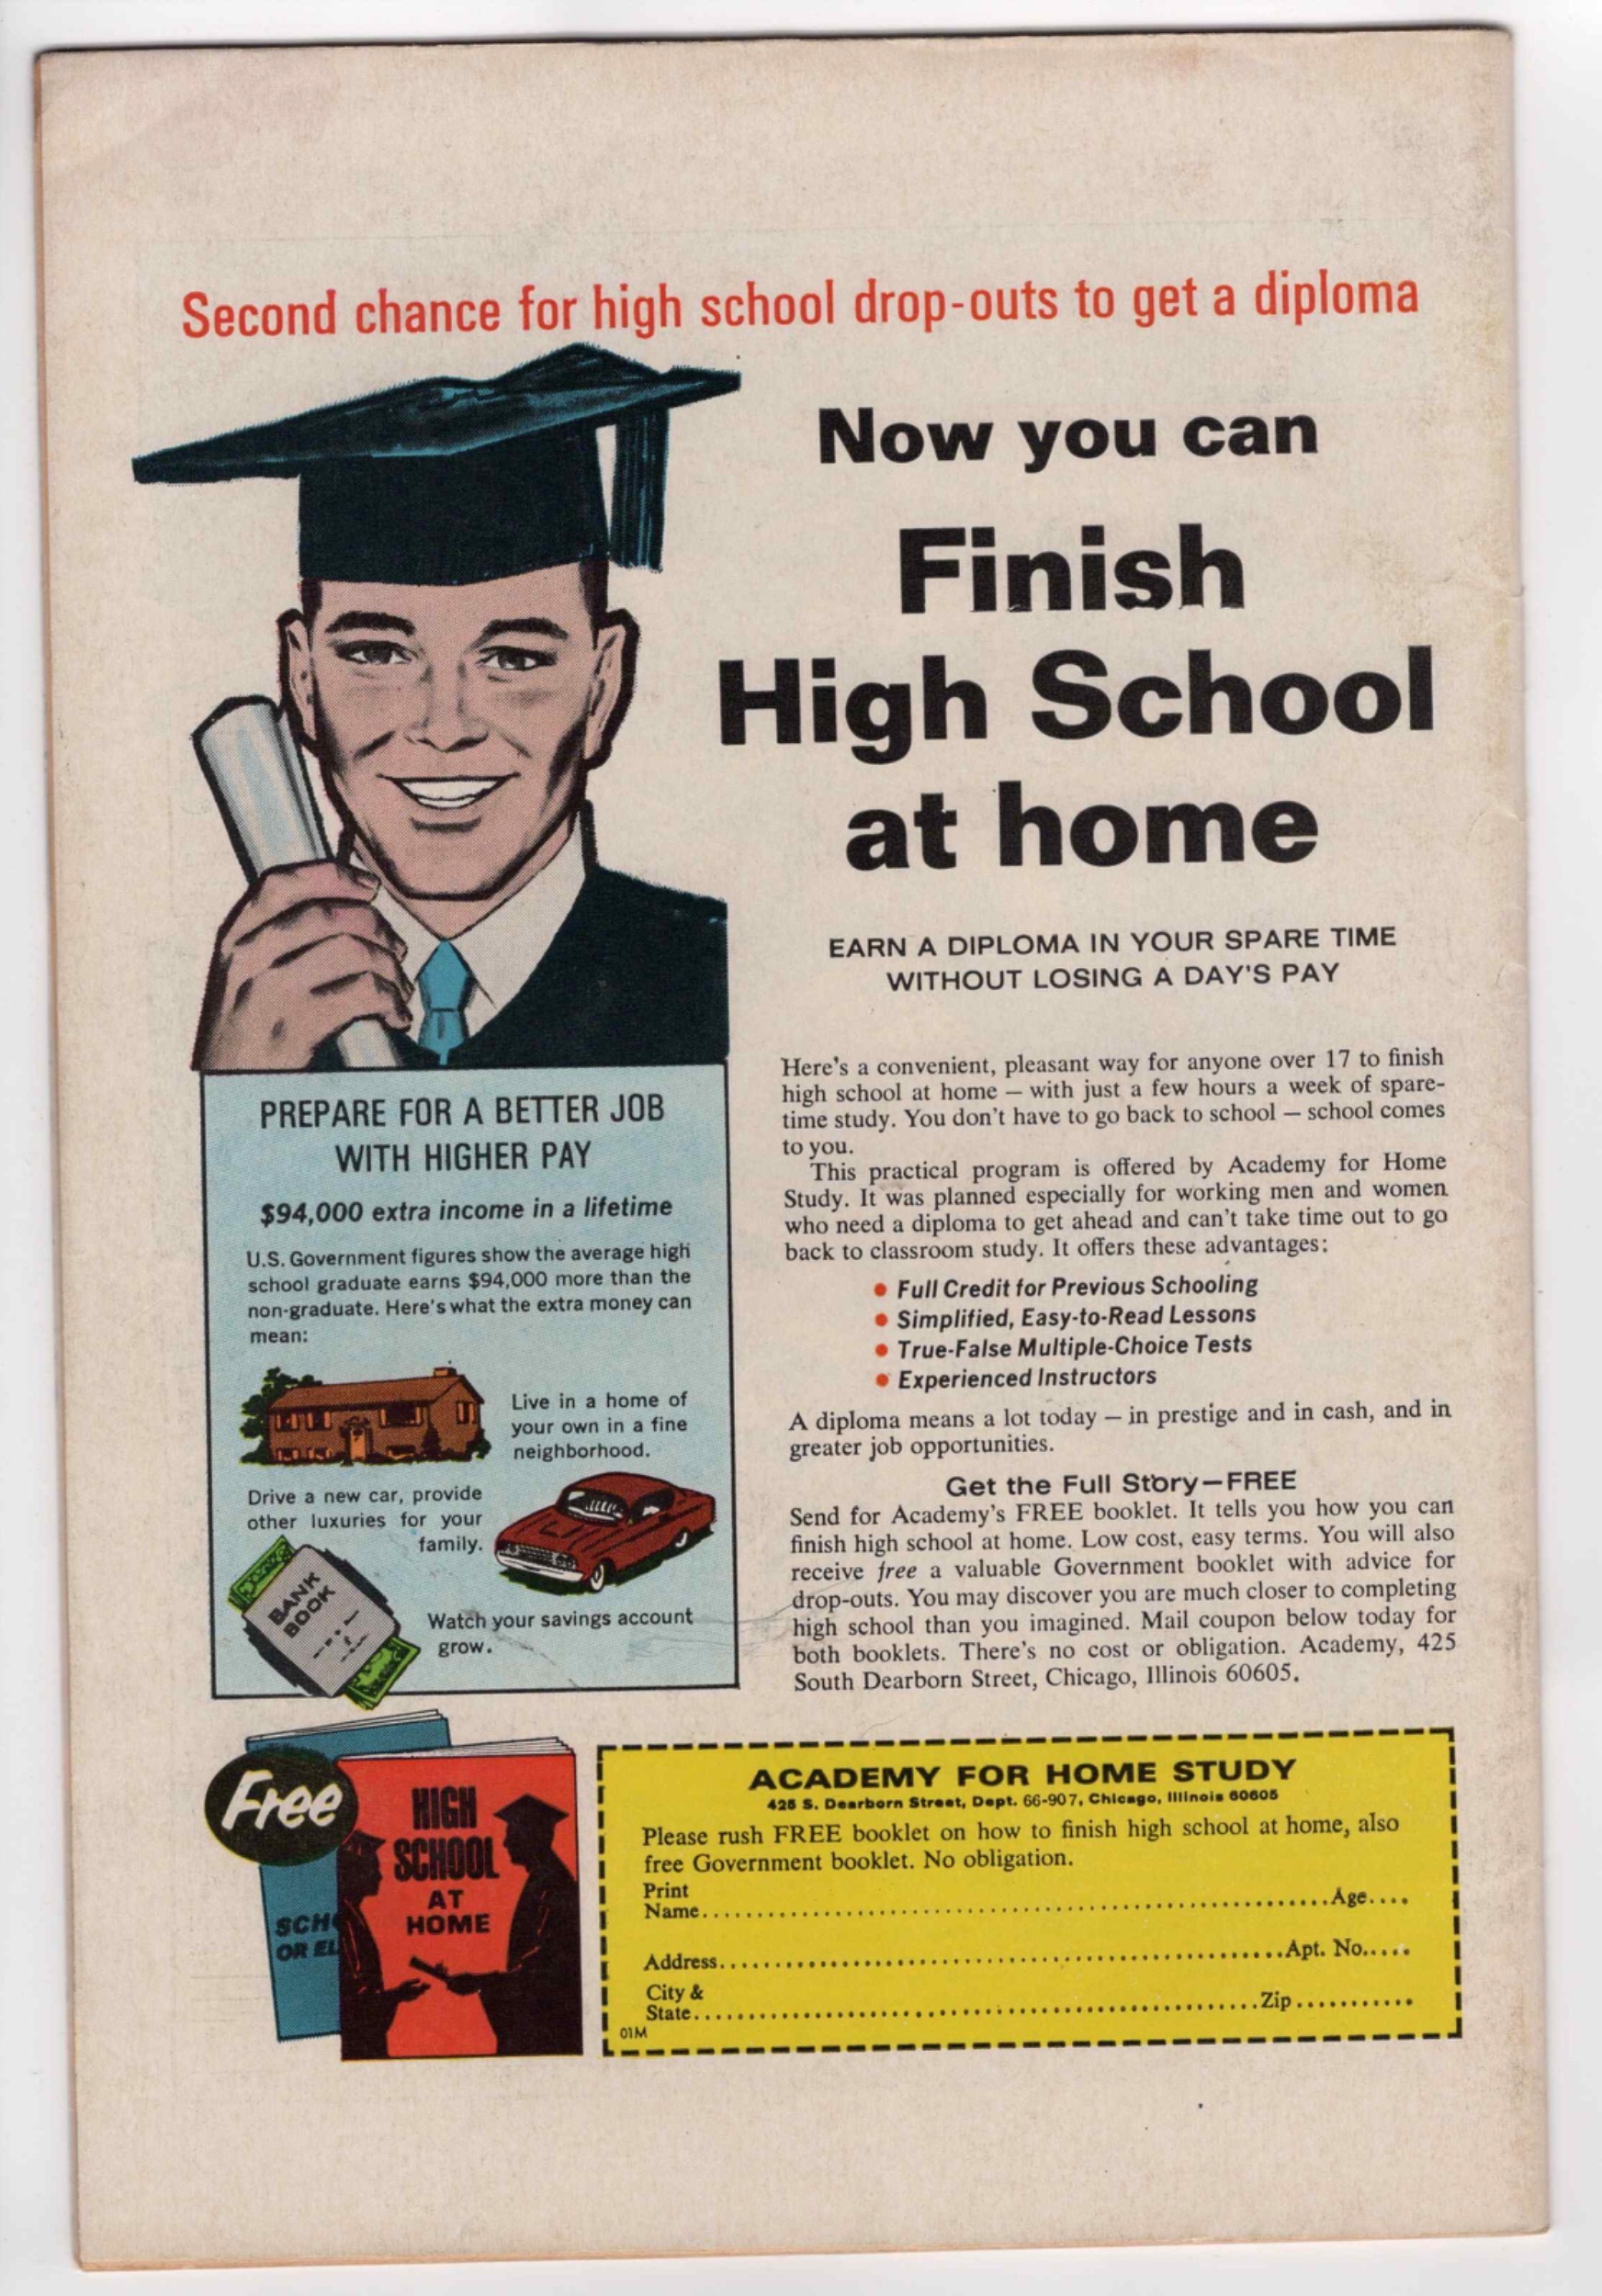 Second chance for high school drop-outs to get a diploma
Now you can
Finish
High School
at home
EARN A DIPLOMA IN YOUR SPARE TIME
WITHOUT LOSING A DAY'S PAY
PREPARE FOR A BETTER JOB
WITH HIGHER PAY
$94,000 extra income in a lifetime
U.S. Government figures show the average high
school graduate earns $94,000 more than the
non-graduate. Here's what the extra money can
mean:
Live in a home of
your own in a fine
neighborhood.
Drive a new car, provide
other luxuries for your
family.
BANK
BOOK
Watch your savings account
grow.
Here's a convenient, pleasant way for anyone over 17 to finish
high school at home — with just a few hours a week of spare-
time study. You don't have to go back to school — school comes
to you.
This practical program is offered by Academy for Home
Study. It was planned especially for working men and women
who need a diploma to get ahead and can't take time out to go
back to classroom study. It offers these advantages:
• Full Credit for Previous Schooling
• Simplified, Easy-to-Read Lessons
• True-False Multiple-Choice Tests
• Experienced Instructors
A diploma means a lot today — in prestige and in cash, and in
greater job opportunities.
Get the Full Story—FREE
Send for Academy's FREE booklet. It tells you how you can
finish high school at home. Low cost, easy terms. You will also
receive free a valuable Government booklet with advice for
drop-outs. You may discover you are much closer to completing
high school than you imagined. Mail coupon below today for
both booklets. There's no cost or obligation. Academy, 425
South Dearborn Street, Chicago, Illinois 60605.
Free
SCHO
OR EL
HIGH
SCHOOL
AT
HOME
ACADEMY FOR HOME STUDY
425 S. Dearborn Street, Dept. 66-907, Chicago, Illinois 60605
Please rush FREE booklet on how to finish high school at home, also
free Government booklet. No obligation.
Print
Name..........Age....
Address..........Apt. No.....
City &
State..........Zip...........
01M